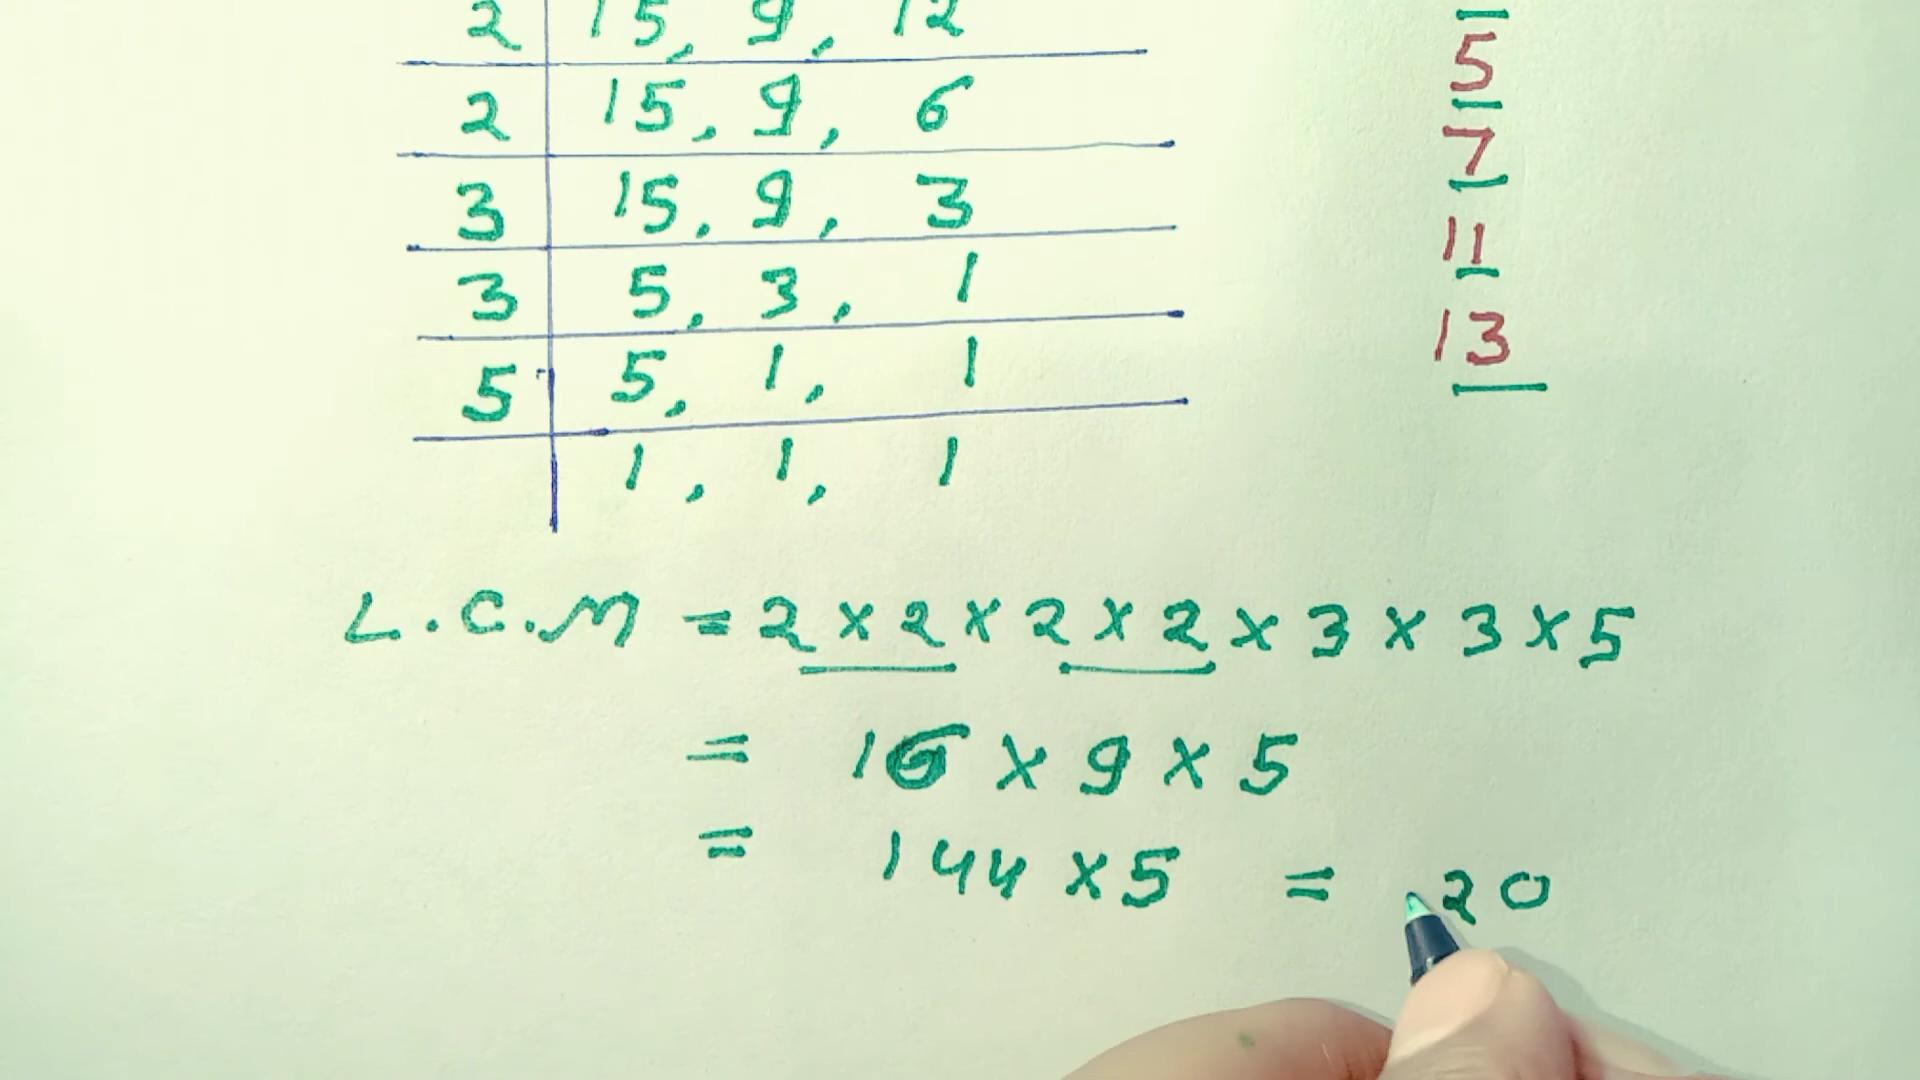 2 15, 9, 12
2 15, 9, 6
3 15, 9, 3
3 5, 3, 1
5 5, 1, 1
1, 1, 1
5
7
11
13
L.C.M = 2 × 2 × 2 × 2 × 3 × 3 × 5
= 16 × 9 × 5
= 144 × 5 = 20